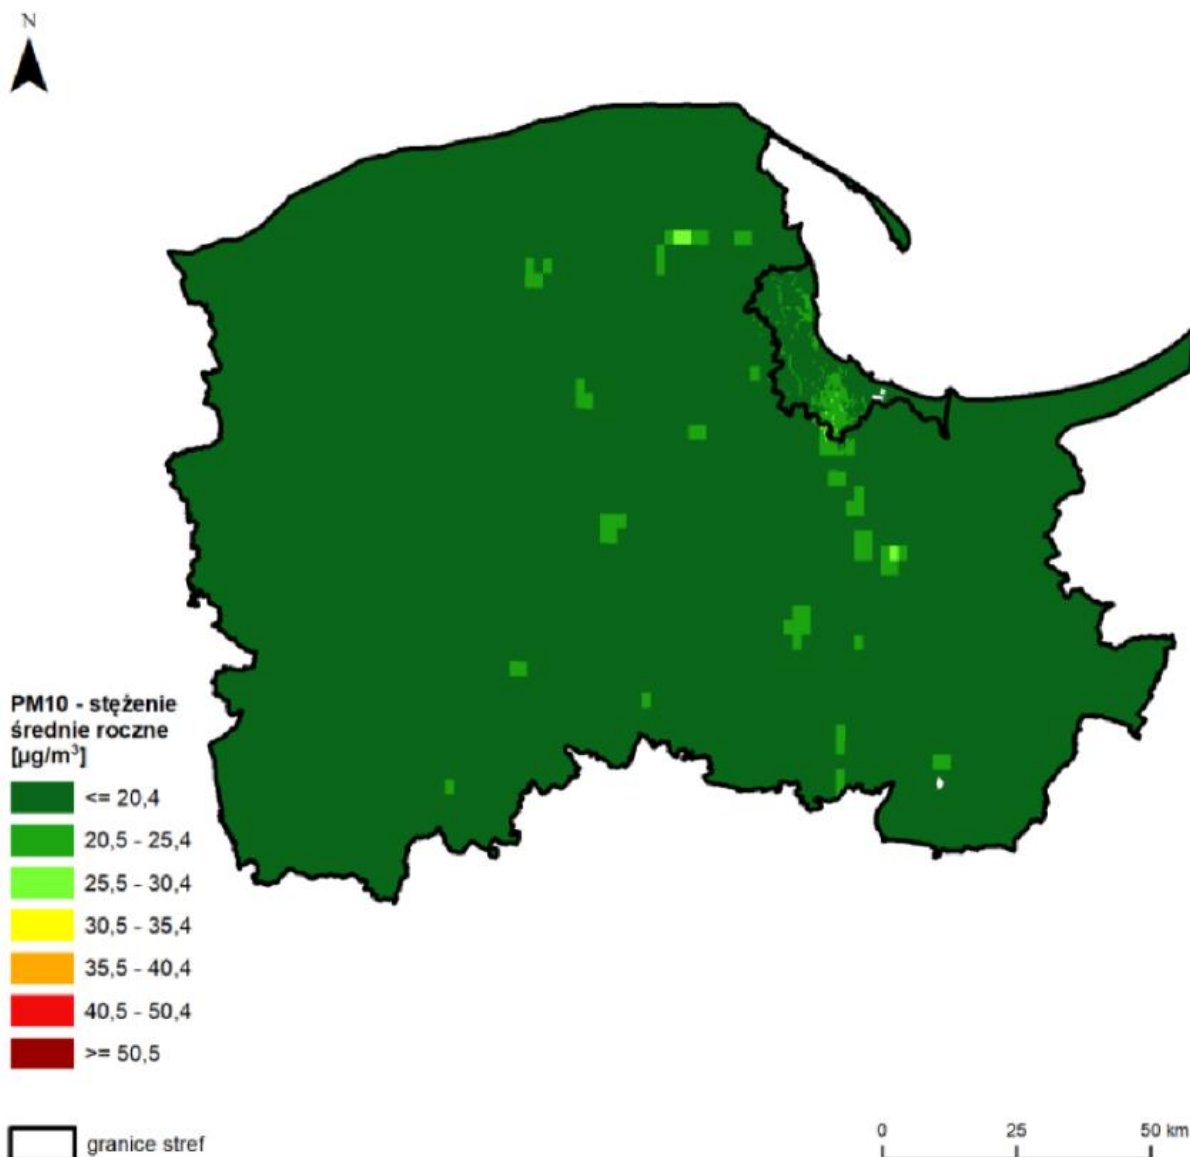 N
PM10 - stężenie
średnie roczne
[µg/m³]
<= 20,4
20,5 - 25,4
25,5 - 30,4
30,5 - 35,4
35,5 - 40,4
40,5 - 50,4
>= 50,5
granice stref
0 25 50 km